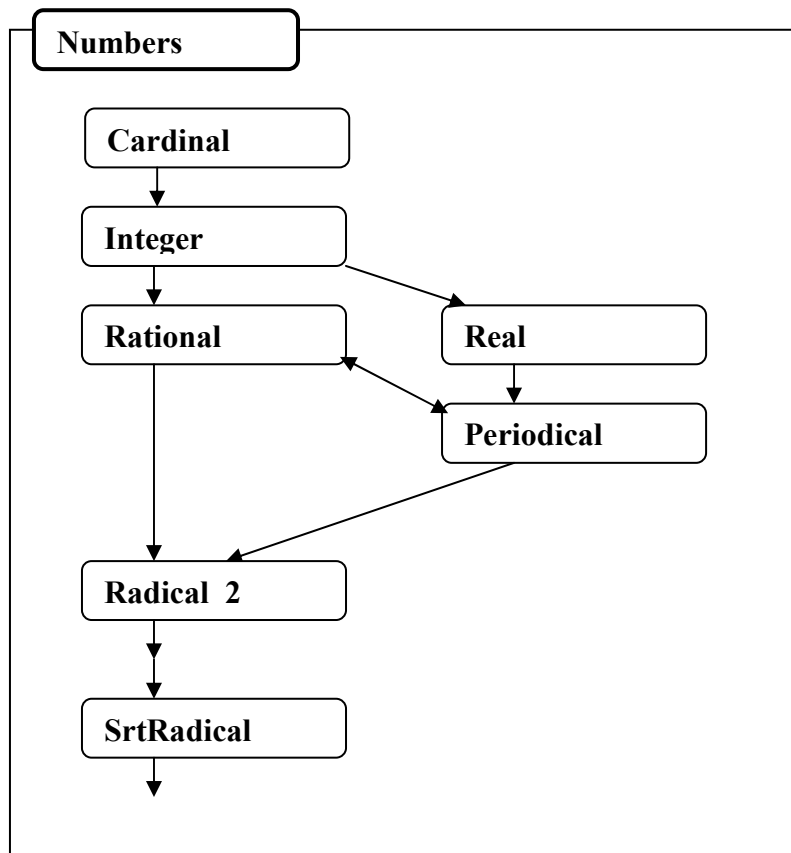 Numbers
Cardinal
Integer
Rational
Real
Periodical
Radical 2
SrtRadical